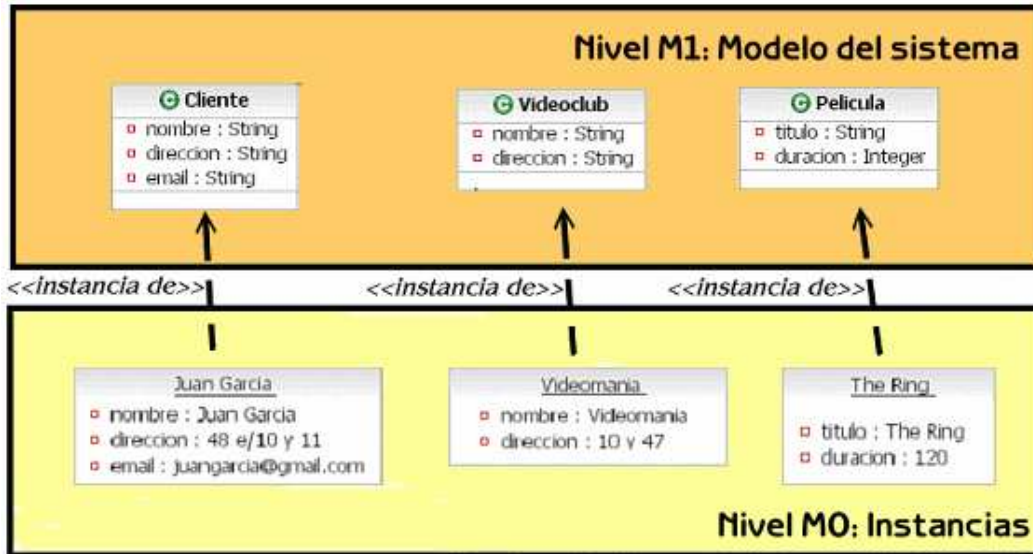 Nivel M1: Modelo del sistema
Cliente
nombre : String
direccion : String
email : String
Videoclub
nombre : String
direccion : String
Pelicula
titulo : String
duracion : Integer
<<instancia de>>
<<instancia de>>
<<instancia de>>
Juan Garcia
nombre : Juan Garcia
direccion : 48 e/10 y 11
email : juangarcia@gmail.com
Videomania
nombre : Videomania
direccion : 10 y 47
The Ring
titulo : The Ring
duracion : 120
Nivel M0: Instancias